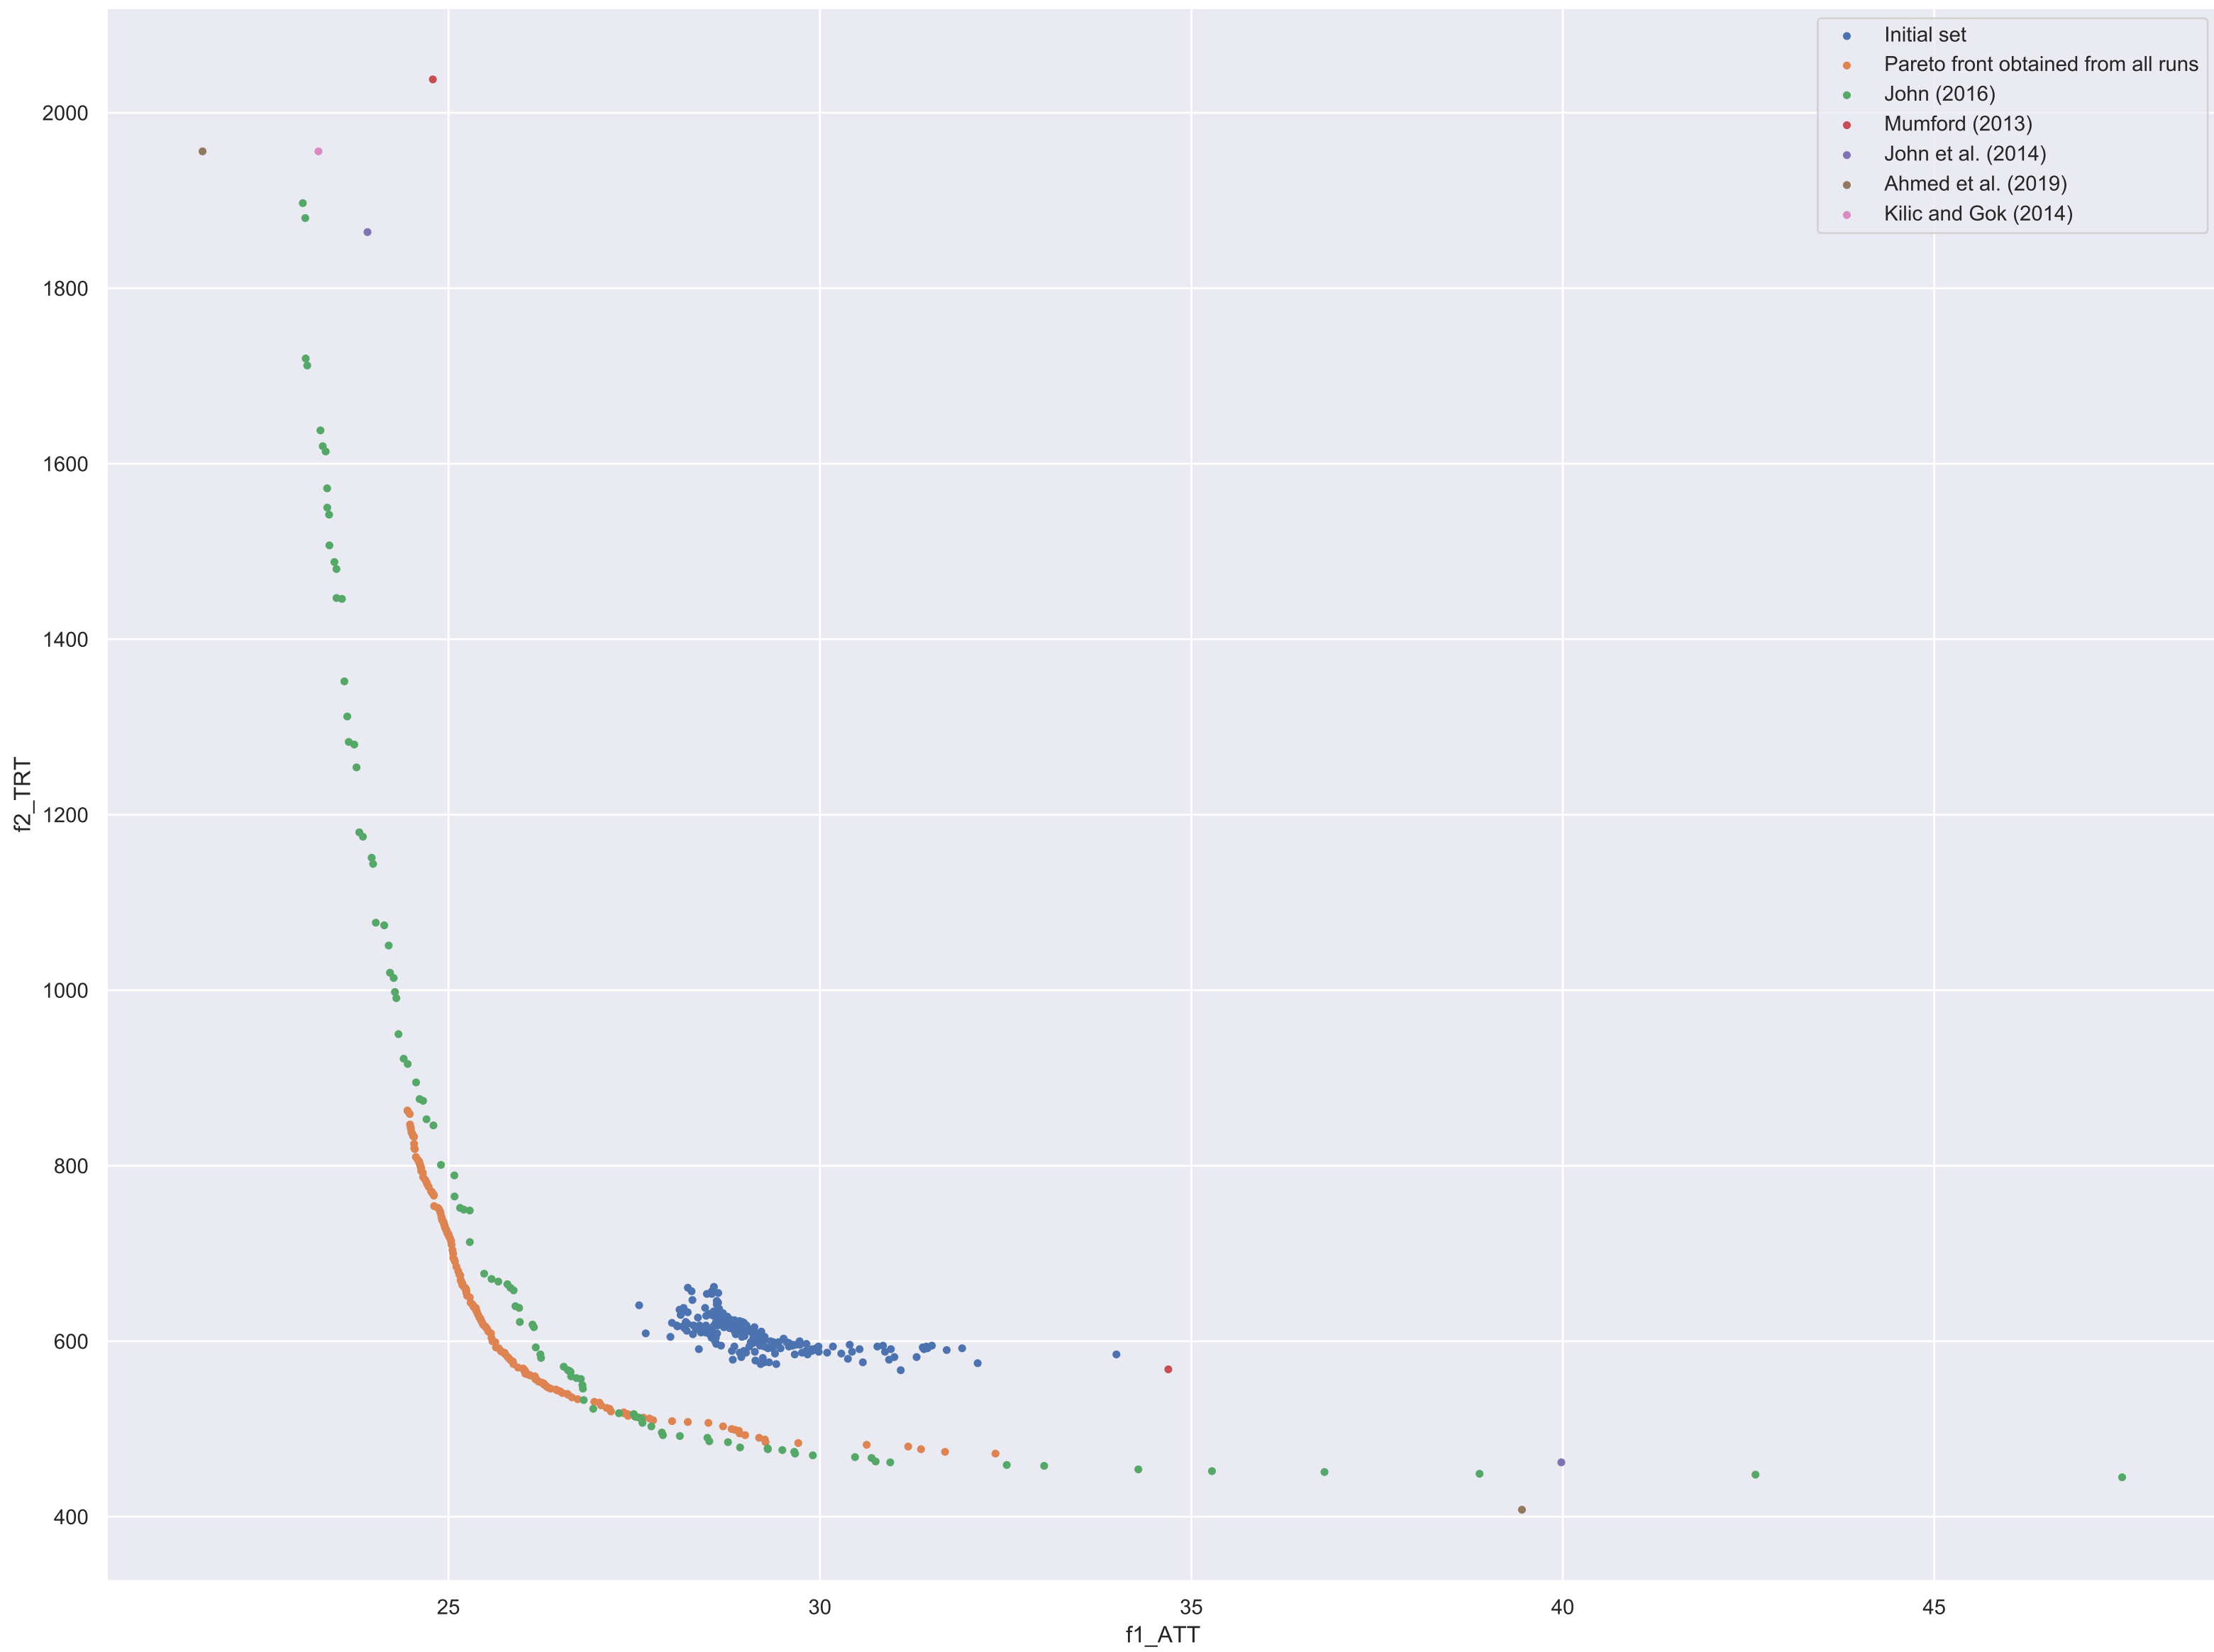 Initial set
Pareto front obtained from all runs
John (2016)
Mumford (2013)
John et al. (2014)
Ahmed et al. (2019)
Kilic and Gok (2014)
2000
1800
1600
1400
1200
1000
800
600
400
f2_TRT
25 30 35 40 45
f1_ATT